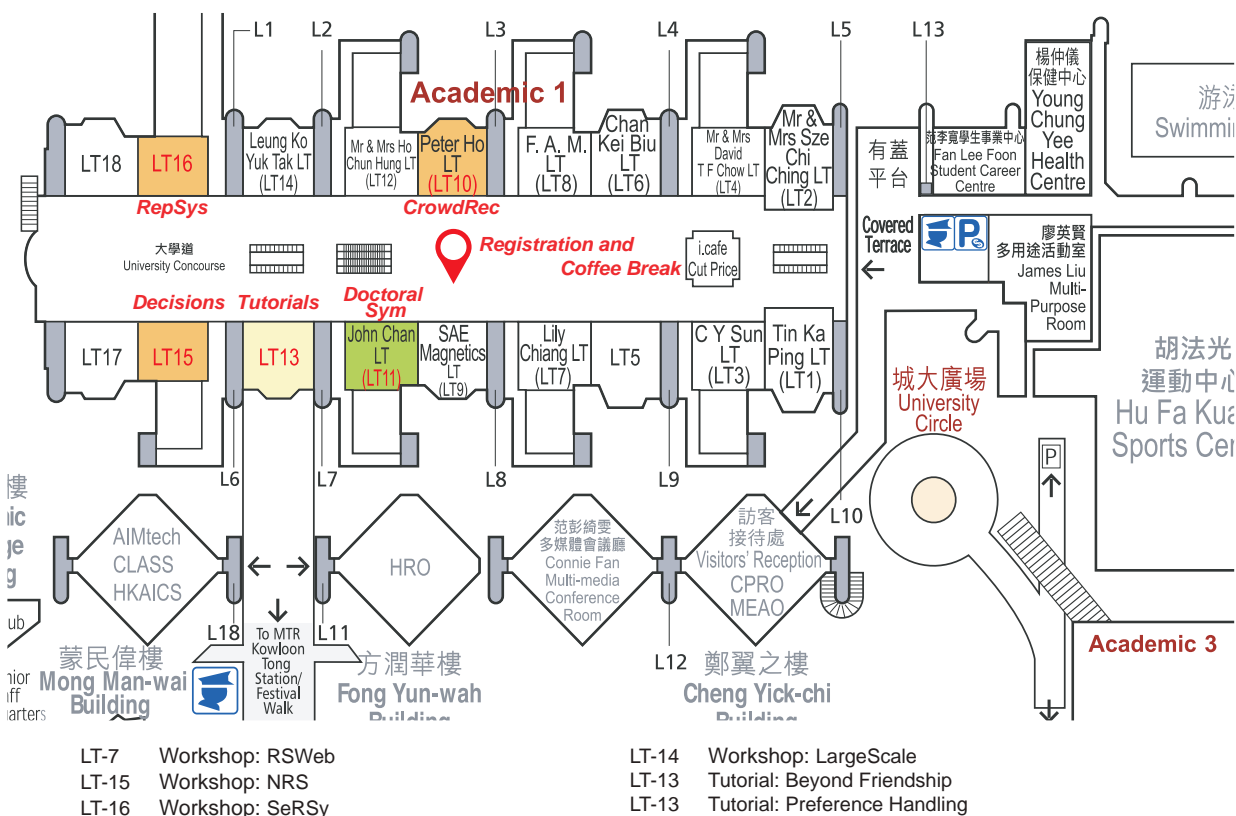 L1
L2
L3
L4
L5
L13
Academic 1
楊仲儀
保健中心
Young
Chung
Yee
Health
Centre
Swimmin
LT18
LT16
Leung Ko
Yuk Tak LT
(LT14)
Mr & Mrs Ho
Chun Hung LT
(LT12)
Peter Ho
LT
(LT10)
F. A. M.
LT
(LT8)
Chan
Kei Biu
LT
(LT6)
Mr & Mrs
David
T F Chow LT
(LT4)
Mr &
Mrs Sze
Chi
Ching LT
(LT2)
有蓋
平台
范李寬學生事業中心
Fan Lee Foon
Student Career
Centre
RepSys
CrowdRec
大學道
University Concourse
Registration and
Coffee Break
i.cafe
Cut Price
Covered
Terrace
P
廖英賢
多用途活動室
James Liu
Multi-
Purpose
Room
Decisions
Tutorials
Doctoral
Sym
LT17
LT15
LT13
John Chan
LT
(LT11)
SAE
Magnetics
LT
(LT9)
Lily
Chiang LT
(LT7)
LT5
C Y Sun
LT
(LT3)
Tin Ka
Ping LT
(LT1)
城大廣場
University
Circle
胡法光
運動中心
Hu Fa Kua
Sports Cen
P
L6
L7
L8
L9
L10
樓
ic
ge
g
AIMtech
CLASS
HKAICS
HRO
范彭綺雯
多媒體會議廳
Connie Fan
Multi-media
Conference
Room
訪客
接待處
Visitors' Reception
CPRO
MEAO
ub
L18
L11
L12
To MTR
Kowloon
Tong
Station/
Festival
Walk
蒙民偉樓
Mong Man-wai
Building
方潤華樓
Fong Yun-wah
Building
鄭翼之樓
Cheng Yick-chi
Building
Academic 3
nior
aff
uarters
LT-7 Workshop: RSWeb
LT-15 Workshop: NRS
LT-16 Workshop: SeRSy
LT-14 Workshop: LargeScale
LT-13 Tutorial: Beyond Friendship
LT-13 Tutorial: Preference Handling